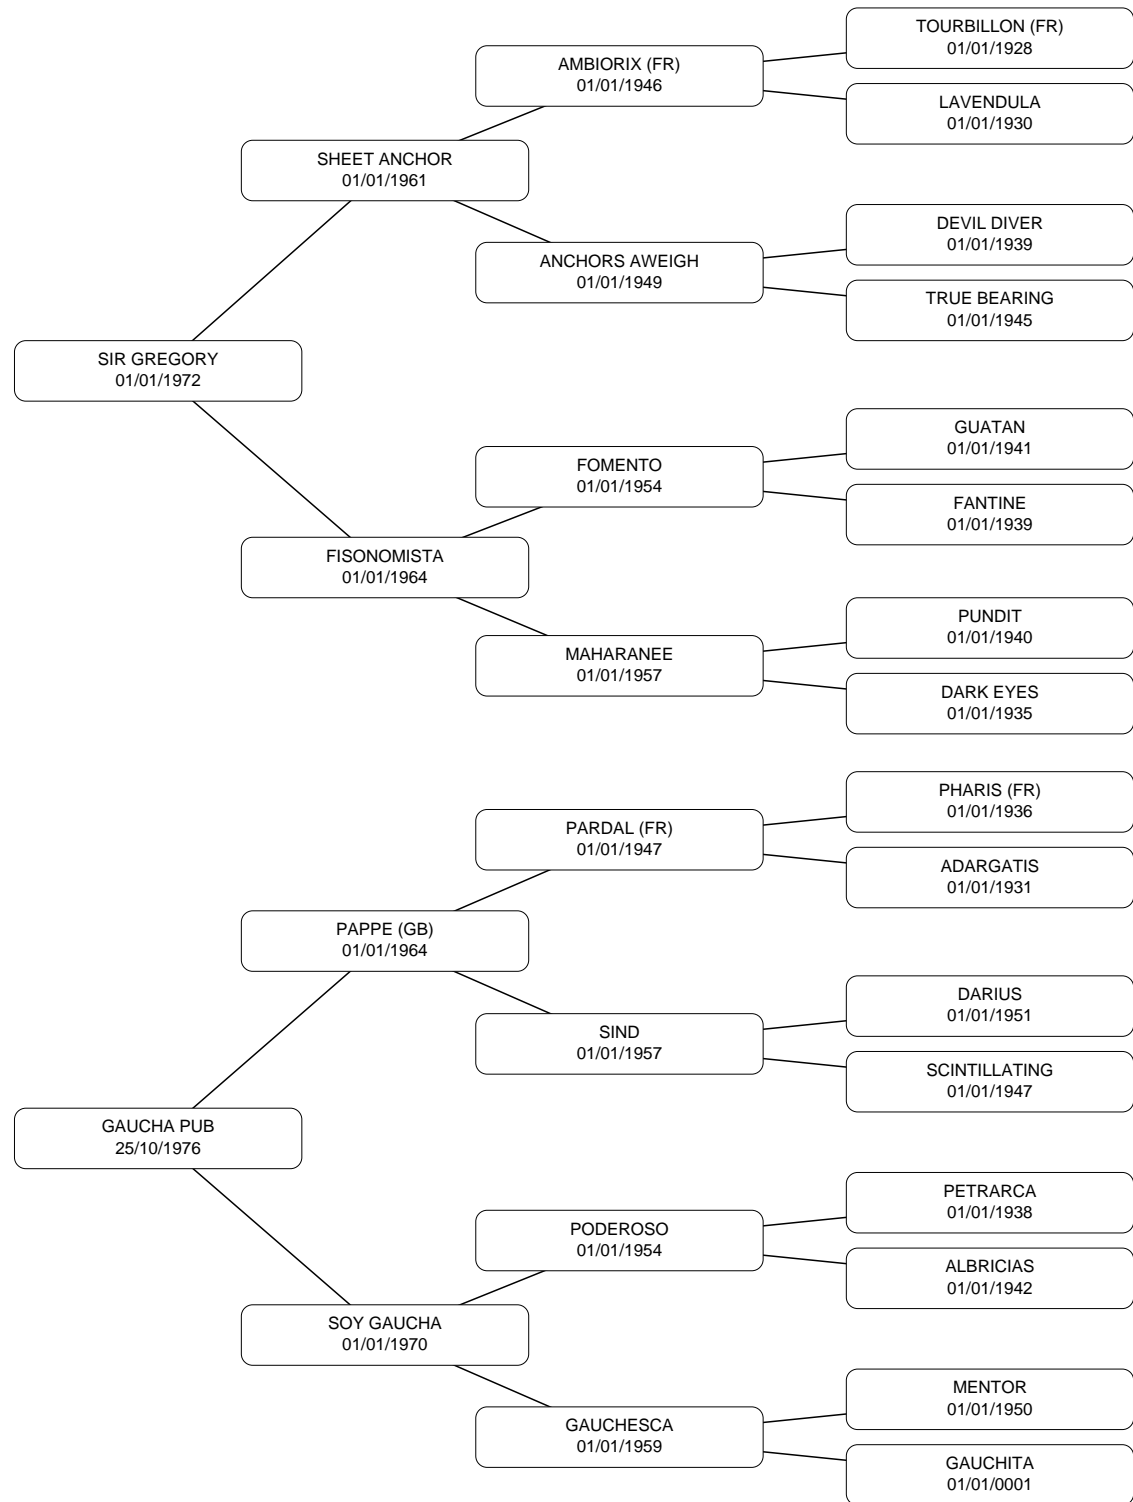 TOURBILLON (FR)
01/01/1928
AMBIORIX (FR)
01/01/1946
LAVENDULA
01/01/1930
SHEET ANCHOR
01/01/1961
DEVIL DIVER
01/01/1939
ANCHORS AWEIGH
01/01/1949
TRUE BEARING
01/01/1945
SIR GREGORY
01/01/1972
GUATAN
01/01/1941
FOMENTO
01/01/1954
FANTINE
01/01/1939
FISONOMISTA
01/01/1964
PUNDIT
01/01/1940
MAHARANEE
01/01/1957
DARK EYES
01/01/1935
PHARIS (FR)
01/01/1936
PARDAL (FR)
01/01/1947
ADARGATIS
01/01/1931
PAPPE (GB)
01/01/1964
DARIUS
01/01/1951
SIND
01/01/1957
SCINTILLATING
01/01/1947
GAUCHA PUB
25/10/1976
PETRARCA
01/01/1938
PODEROSO
01/01/1954
ALBRICIAS
01/01/1942
SOY GAUCHA
01/01/1970
MENTOR
01/01/1950
GAUCHESCA
01/01/1959
GAUCHITA
01/01/0001